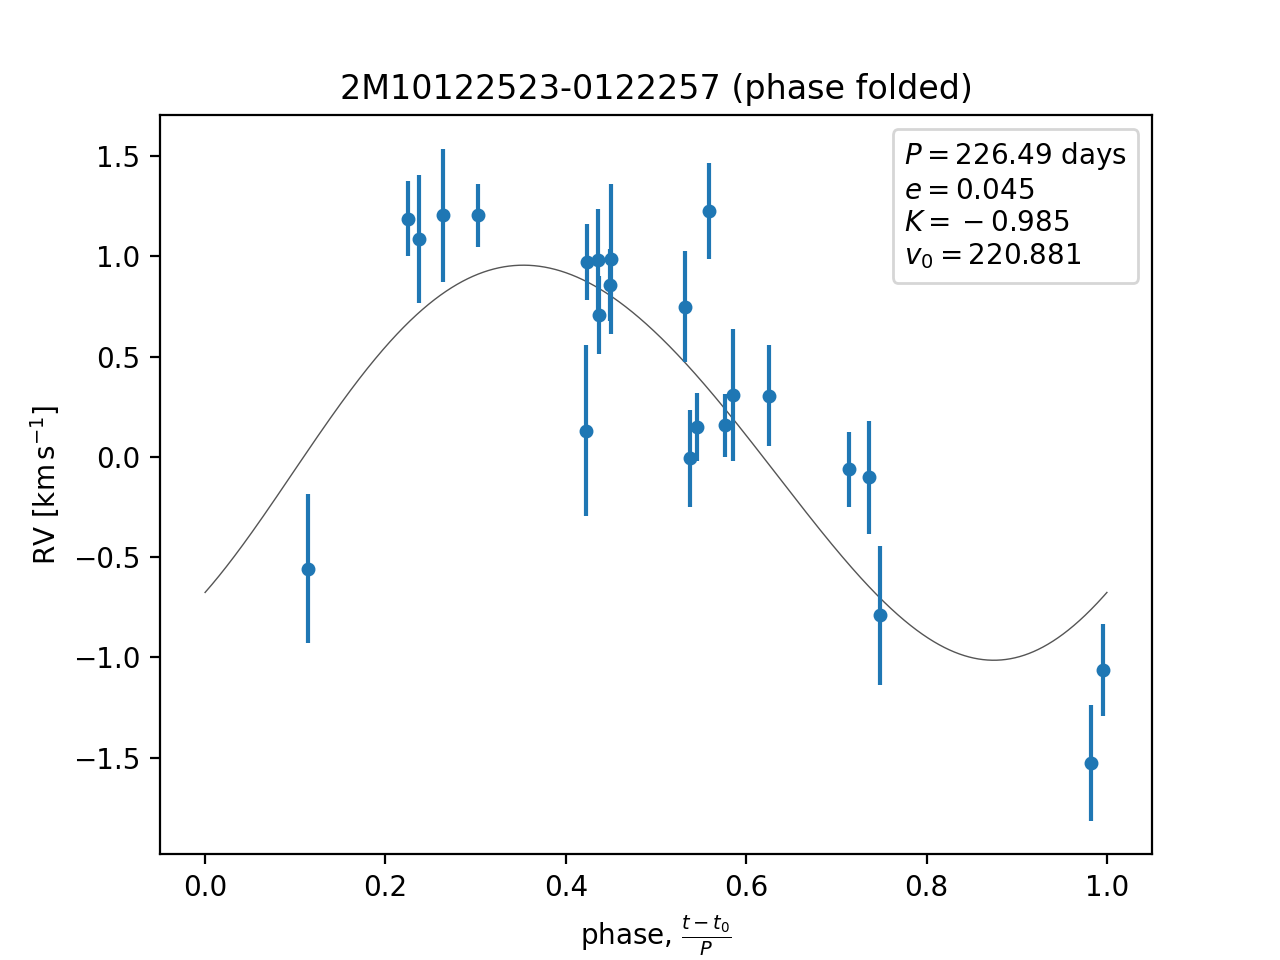 2M10122523-0122257 (phase folded)
P = 226.49 days
e = 0.045
K = −0.985
v₀ = 220.881
1.5
1.0
0.5
0.0
−0.5
−1.0
−1.5
RV [km s⁻¹]
0.0 0.2 0.4 0.6 0.8 1.0
phase, (t − t₀)/P